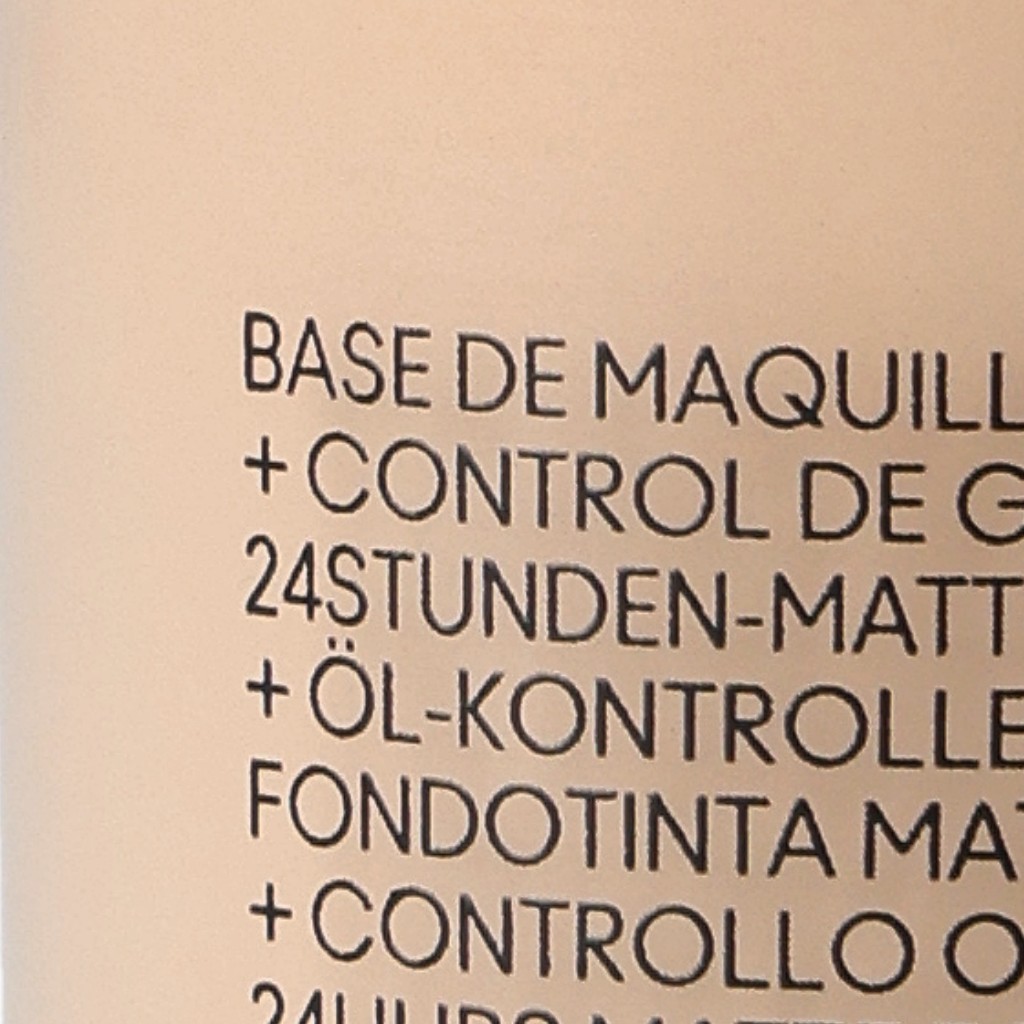 BASE DE MAQUILL
+ CONTROL DE G
24STUNDEN-MATT
+ ÖL-KONTROLLE
FONDOTINTA MAT
+ CONTROLLO O